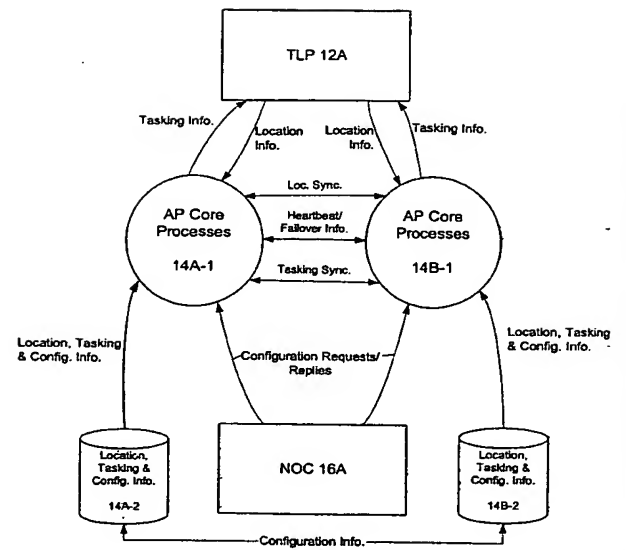 TLP 12A
Tasking Info.
Location
Info.
Location
Info.
Tasking Info.
Loc. Sync.
AP Core
Processes
14A-1
Heartbeat/
Failover Info.
AP Core
Processes
14B-1
Tasking Sync.
Location, Tasking
& Config. Info.
Configuration Requests/
Replies
Location, Tasking
& Config. Info.
Location,
Tasking &
Config. Info.
14A-2
NOC 16A
Location,
Tasking &
Config. Info.
14B-2
Configuration Info.